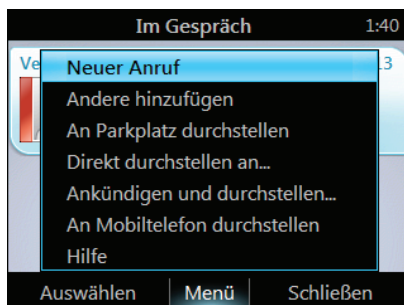 Im Gespräch 1:40
Ve
Neuer Anruf
Andere hinzufügen
An Parkplatz durchstellen
Direkt durchstellen an...
Ankündigen und durchstellen...
An Mobiltelefon durchstellen
Hilfe
Auswählen Menü Schließen